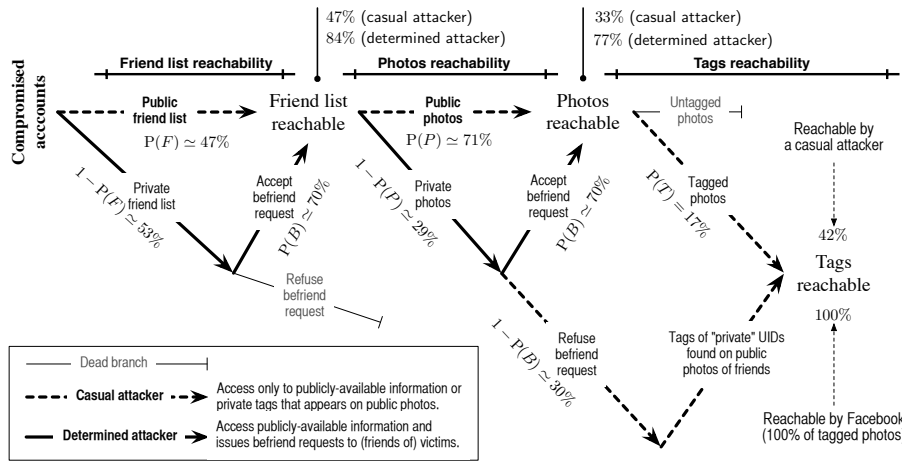 47% (casual attacker)
84% (determined attacker)
33% (casual attacker)
77% (determined attacker)
Friend list reachability
Photos reachability
Tags reachability
Compromised
acccounts
Public
friend list
P(F) ≃ 47%
Friend list
reachable
Public
photos
P(P) ≃ 71%
Photos
reachable
Untagged
photos
Reachable by
a casual attacker
1 − P(F) ≃ 53%
Private
friend list
Accept
befriend
request
P(B) ≃ 70%
1 − P(P) ≃ 29%
Private
photos
Accept
befriend
request
P(B) ≃ 70%
P(T) = 17%
Tagged
photos
42%
Tags
reachable
100%
Refuse
befriend
request
1 − P(B) ≃ 30%
Refuse
befriend
request
Tags of "private" UIDs
found on public
photos of friends
Reachable by Facebook
(100% of tagged photos
Dead branch
Casual attacker
Access only to publicly-available information or
private tags that appears on public photos.
Determined attacker
Access publicly-available information and
issues befriend requests to (friends of) victims.